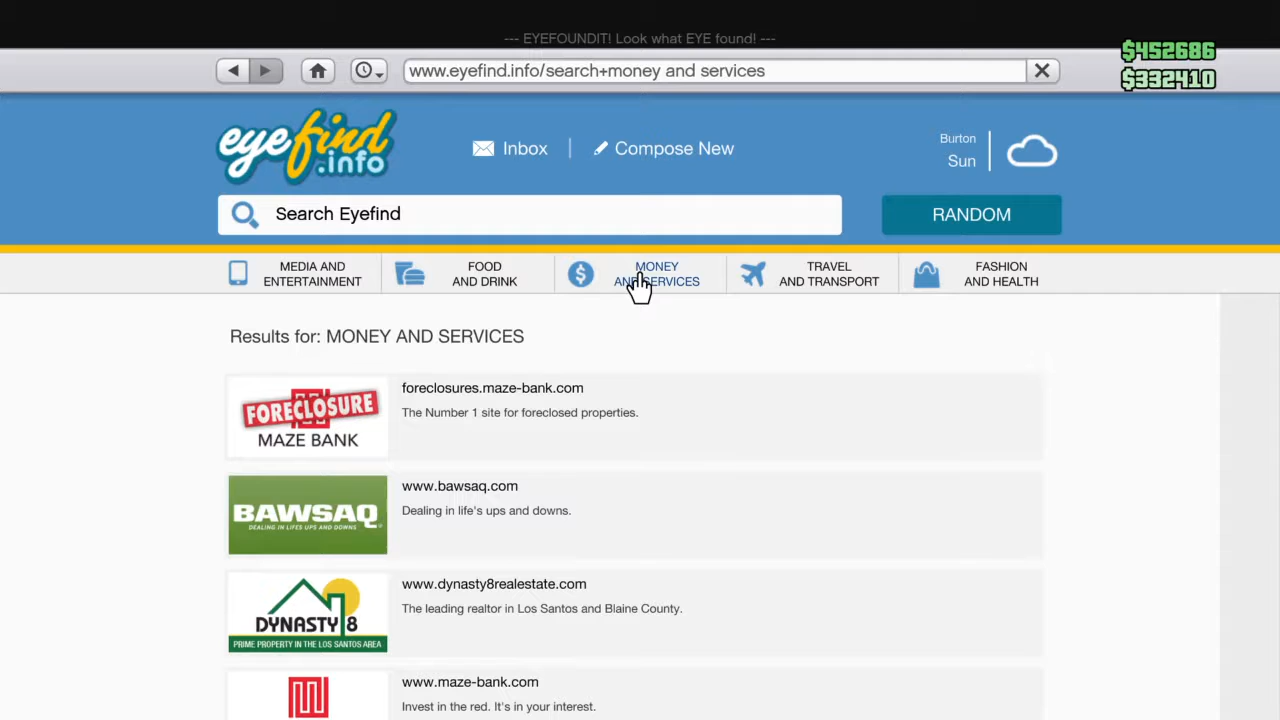 --- EYEFOUNDIT! Look what EYE found! ---
$452686
$332410
www.eyefind.info/search+money and services
eyefind
.info
Inbox
Compose New
Burton
Sun
Search Eyefind
RANDOM
MEDIA AND
ENTERTAINMENT
FOOD
AND DRINK
MONEY
AND SERVICES
TRAVEL
AND TRANSPORT
FASHION
AND HEALTH
Results for: MONEY AND SERVICES
FORECLOSURE
MAZE BANK
foreclosures.maze-bank.com
The Number 1 site for foreclosed properties.
BAWSAQ
DEALING IN LIFES UPS AND DOWNS
www.bawsaq.com
Dealing in life's ups and downs.
DYNASTY 8
PRIME PROPERTY IN THE LOS SANTOS AREA
www.dynasty8realestate.com
The leading realtor in Los Santos and Blaine County.
www.maze-bank.com
Invest in the red. It's in your interest.